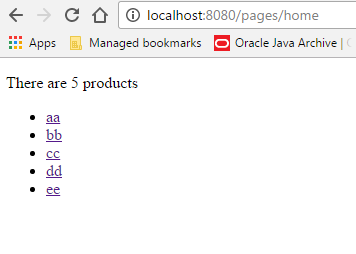 localhost:8080/pages/home
Apps Managed bookmarks Oracle Java Archive |
There are 5 products
aa
bb
cc
dd
ee